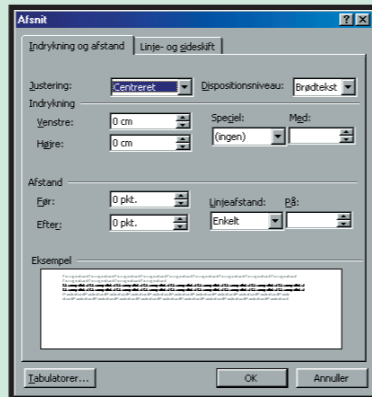 Afsnit
Indrykning og afstand Linje- og sideskift
Justering: Centreret Dispositionsniveau: Brødtekst
Indrykning
Venstre: 0 cm Speciel: Med:
Højre: 0 cm (ingen)
Afstand
Før: 0 pkt. Linjeafstand: På:
Efter: 0 pkt. Enkelt
Eksempel
Tabulatorer... OK Annuller